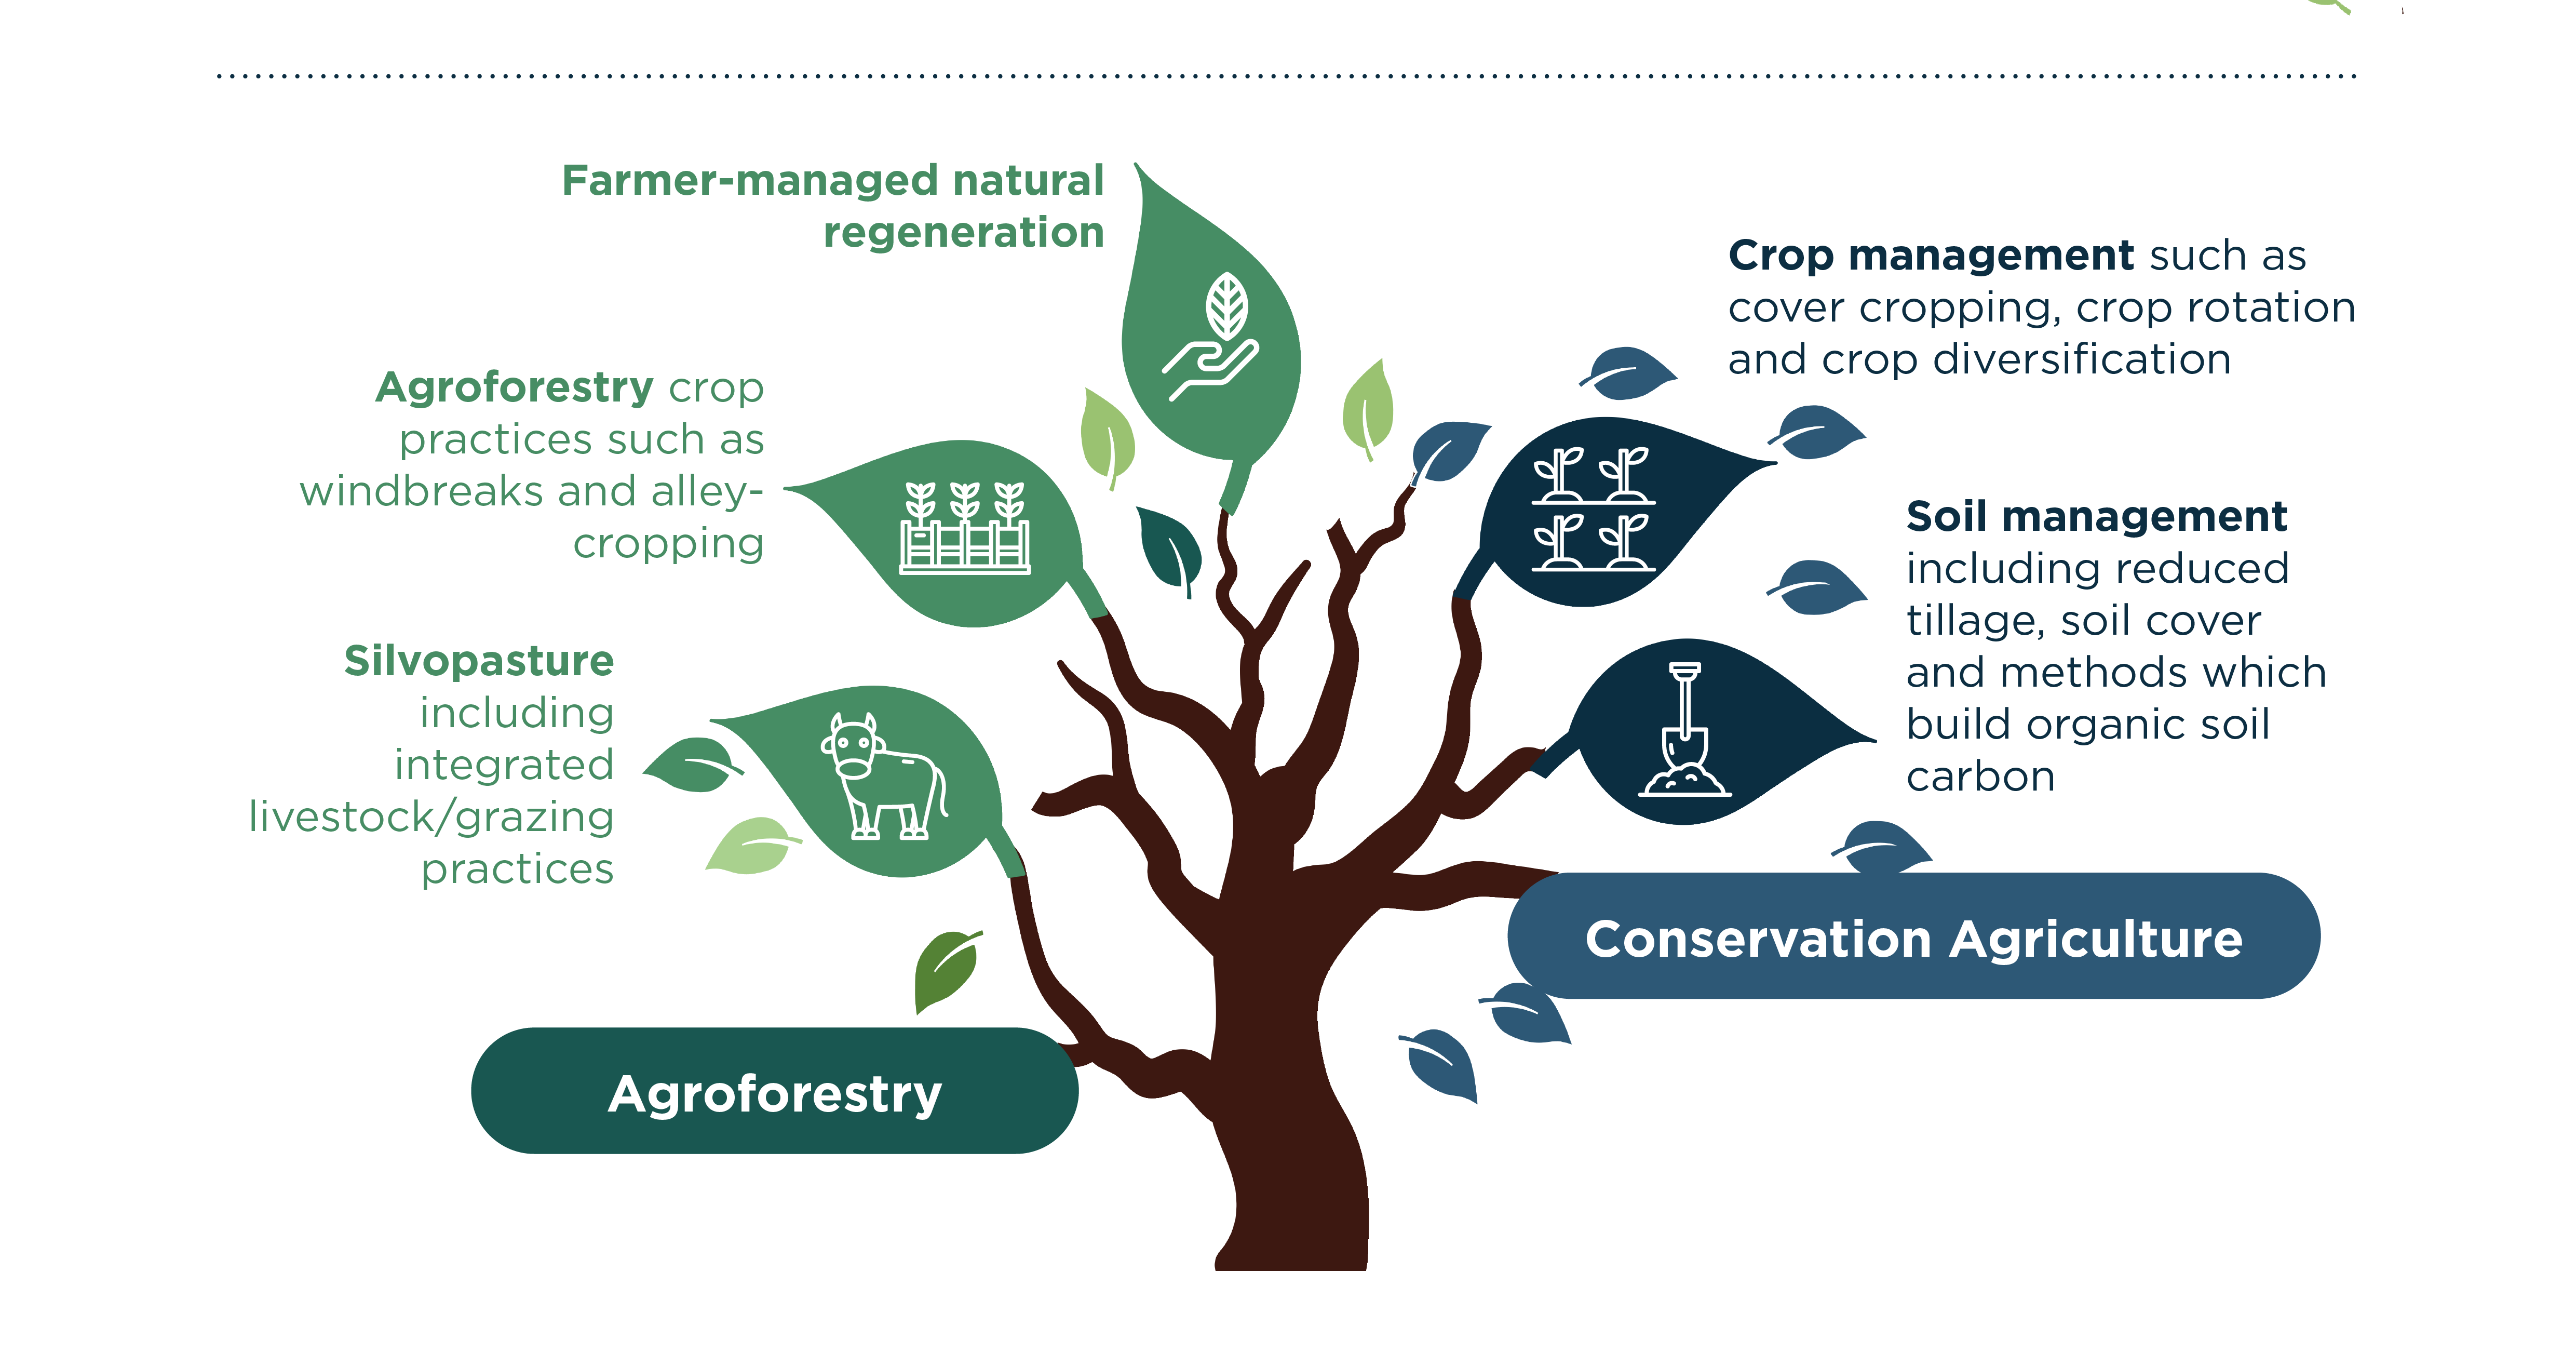 Farmer-managed natural
regeneration
Agroforestry crop
practices such as
windbreaks and alley-
cropping
Silvopasture
including
integrated
livestock/grazing
practices
Agroforestry
Crop management such as
cover cropping, crop rotation
and crop diversification
Soil management
including reduced
tillage, soil cover
and methods which
build organic soil
carbon
Conservation Agriculture